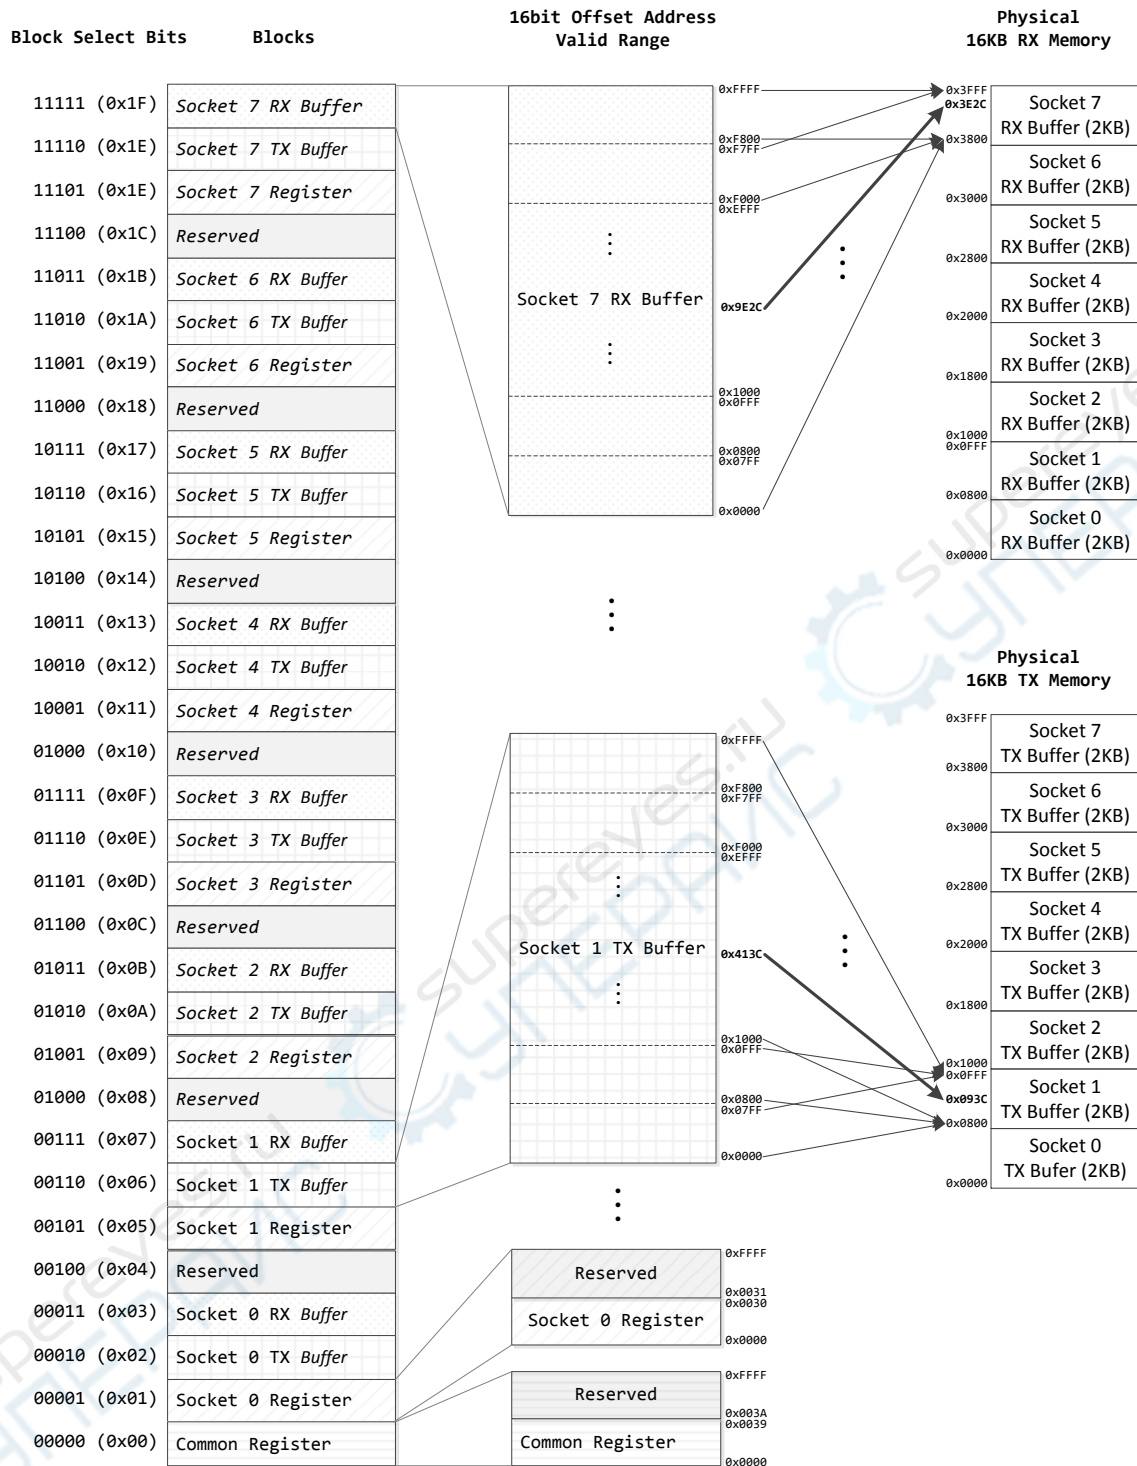 16bit Offset Address
Valid Range
Physical
16KB RX Memory
Block Select Bits
Blocks
11111 (0x1F) Socket 7 RX Buffer
11110 (0x1E) Socket 7 TX Buffer
11101 (0x1E) Socket 7 Register
11100 (0x1C) Reserved
11011 (0x1B) Socket 6 RX Buffer
11010 (0x1A) Socket 6 TX Buffer
11001 (0x19) Socket 6 Register
11000 (0x18) Reserved
10111 (0x17) Socket 5 RX Buffer
10110 (0x16) Socket 5 TX Buffer
10101 (0x15) Socket 5 Register
10100 (0x14) Reserved
10011 (0x13) Socket 4 RX Buffer
10010 (0x12) Socket 4 TX Buffer
10001 (0x11) Socket 4 Register
01000 (0x10) Reserved
01111 (0x0F) Socket 3 RX Buffer
01110 (0x0E) Socket 3 TX Buffer
01101 (0x0D) Socket 3 Register
01100 (0x0C) Reserved
01011 (0x0B) Socket 2 RX Buffer
01010 (0x0A) Socket 2 TX Buffer
01001 (0x09) Socket 2 Register
01000 (0x08) Reserved
00111 (0x07) Socket 1 RX Buffer
00110 (0x06) Socket 1 TX Buffer
00101 (0x05) Socket 1 Register
00100 (0x04) Reserved
00011 (0x03) Socket 0 RX Buffer
00010 (0x02) Socket 0 TX Buffer
00001 (0x01) Socket 0 Register
00000 (0x00) Common Register
0xFFFF
0xF800
0xF7FF
0xF000
0xEFFF
Socket 7 RX Buffer
0x9E2C
0x1000
0x0FFF
0x0800
0x07FF
0x0000
0x3FFF
0x3E2C
Socket 7
RX Buffer (2KB)
0x3800
Socket 6
RX Buffer (2KB)
0x3000
Socket 5
RX Buffer (2KB)
0x2800
Socket 4
RX Buffer (2KB)
0x2000
Socket 3
RX Buffer (2KB)
0x1800
Socket 2
RX Buffer (2KB)
0x1000
0x0FFF
Socket 1
RX Buffer (2KB)
0x0800
Socket 0
RX Buffer (2KB)
0x0000
0xFFFF
0xF800
0xF7FF
0xF000
0xEFFF
Socket 1 TX Buffer
0x413C
0x1000
0x0FFF
0x0800
0x07FF
0x0000
Physical
16KB TX Memory
0x3FFF
Socket 7
TX Buffer (2KB)
0x3800
Socket 6
TX Buffer (2KB)
0x3000
Socket 5
TX Buffer (2KB)
0x2800
Socket 4
TX Buffer (2KB)
0x2000
Socket 3
TX Buffer (2KB)
0x1800
Socket 2
TX Buffer (2KB)
0x1000
0x0FFF
Socket 1
0x093C
TX Buffer (2KB)
0x0800
Socket 0
TX Bufer (2KB)
0x0000
0xFFFF
Reserved
0x0031
0x0030
Socket 0 Register
0x0000
0xFFFF
Reserved
0x003A
0x0039
Common Register
0x0000
supereyes.ru
СУПЕРАЙС